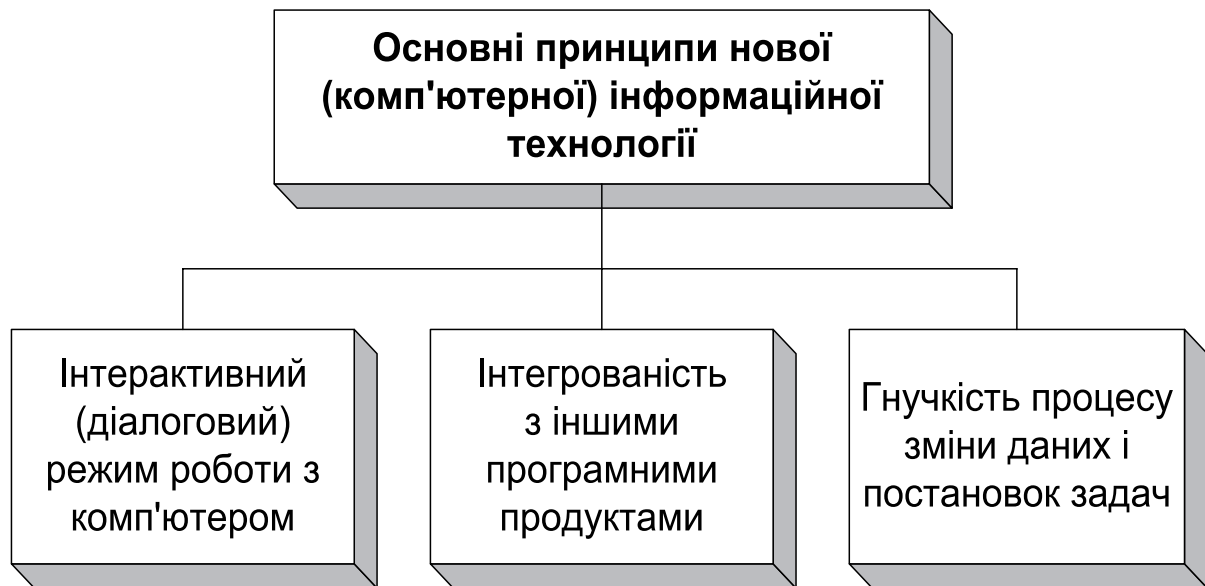 Основні принципи нової
(комп'ютерної) інформаційної
технології
Інтерактивний
(діалоговий)
режим роботи з
комп'ютером
Інтегрованість
з іншими
програмними
продуктами
Гнучкість процесу
зміни даних і
постановок задач